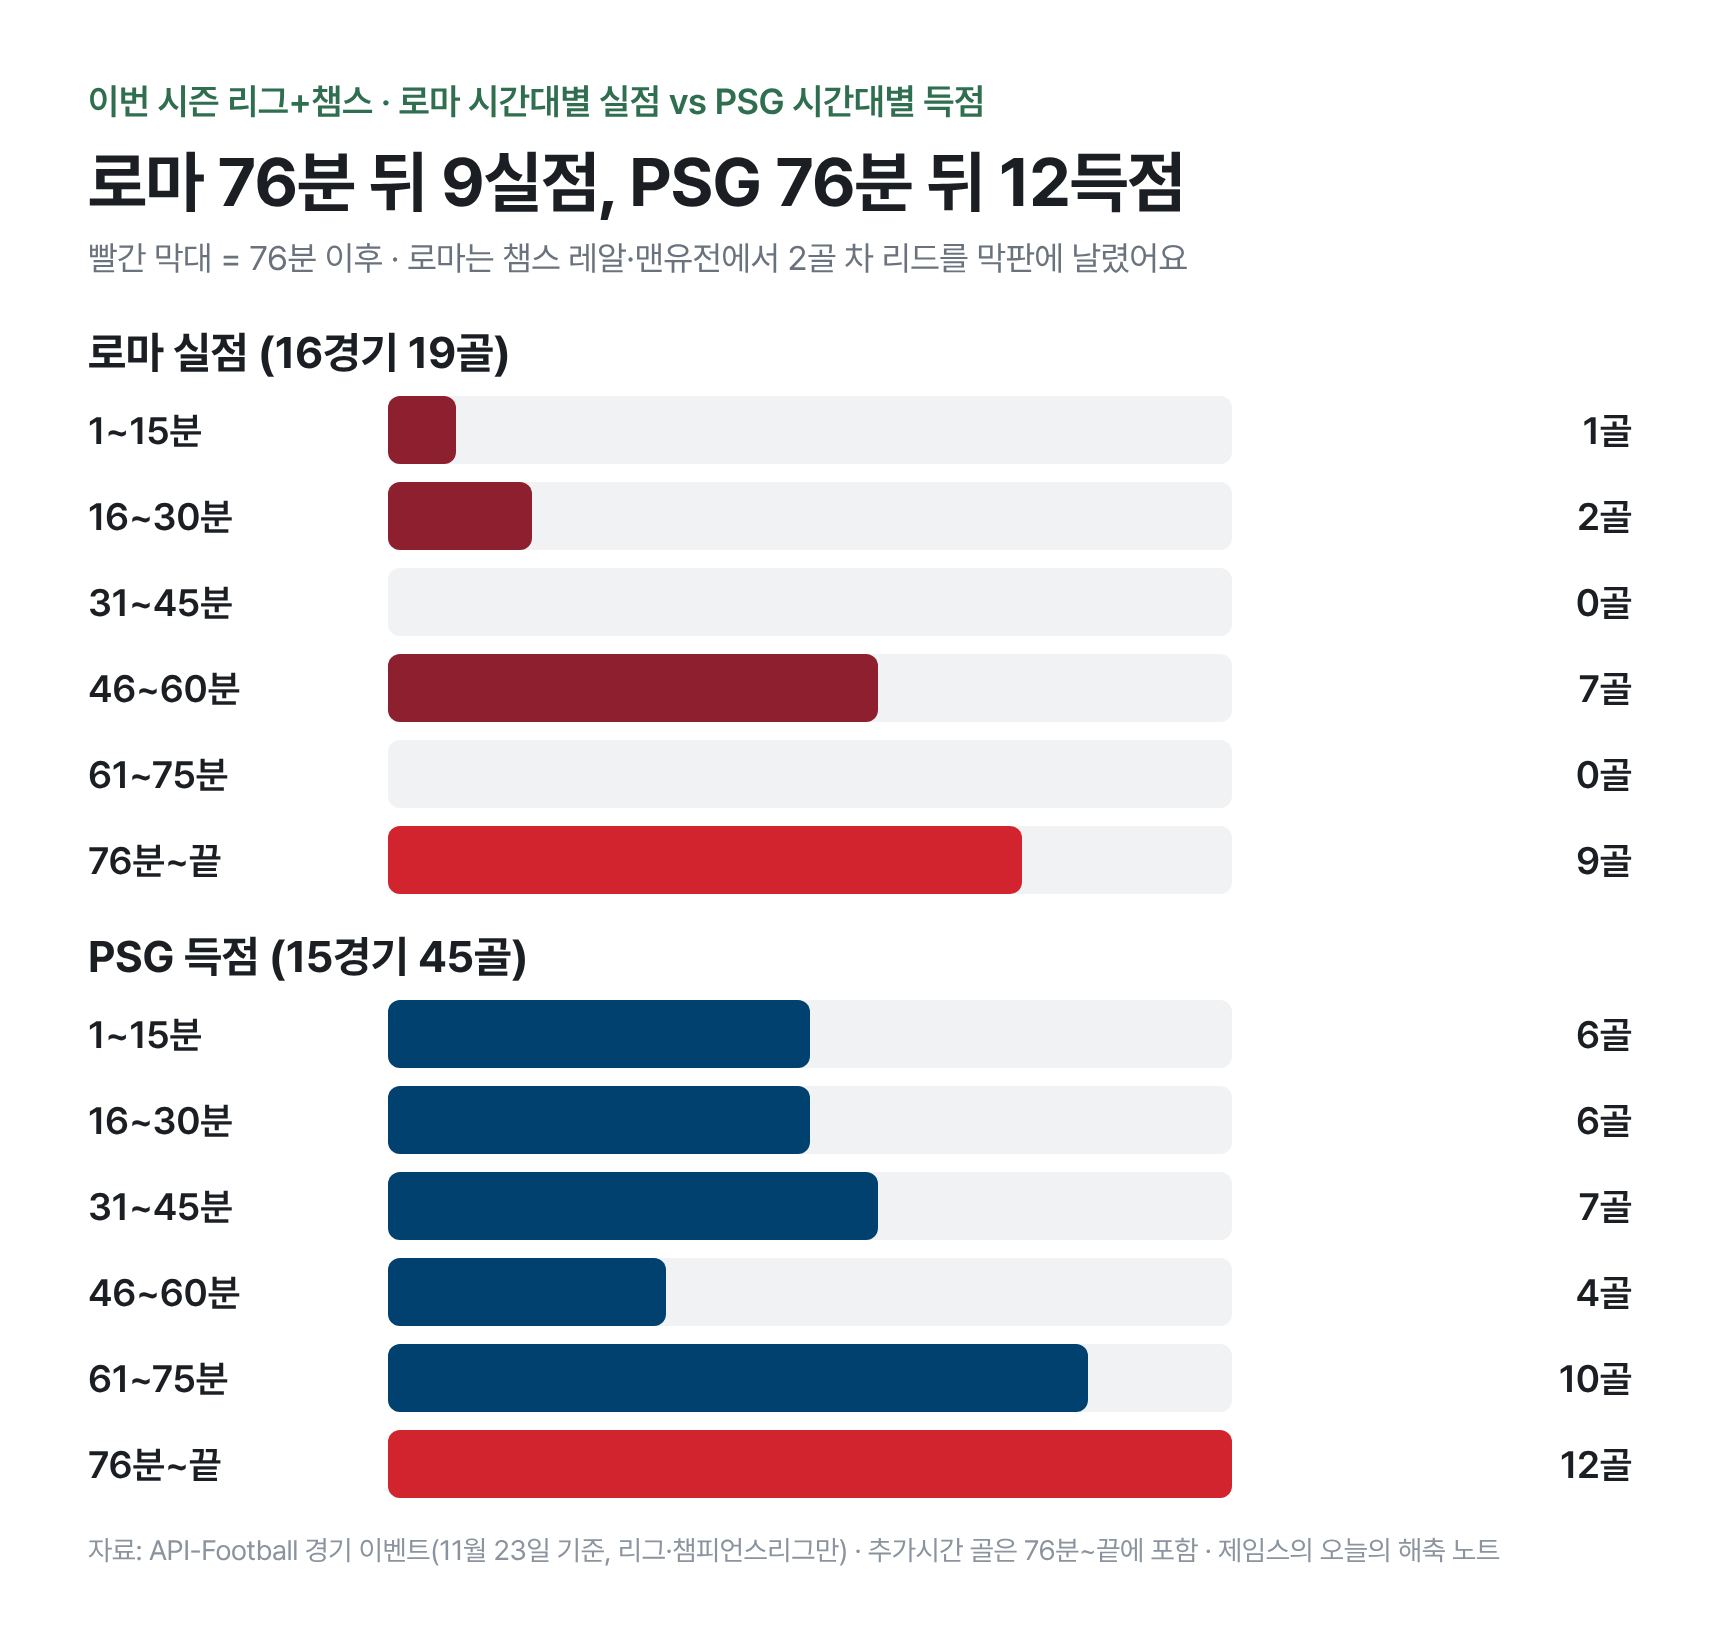 이번 시즌 리그+챔스 · 로마 시간대별 실점 vs PSG 시간대별 득점
로마 76분 뒤 9실점, PSG 76분 뒤 12득점
빨간 막대 = 76분 이후 · 로마는 챔스 레알·맨유전에서 2골 차 리드를 막판에 날렸어요
로마 실점 (16경기 19골)
1~15분 1골
16~30분 2골
31~45분 0골
46~60분 7골
61~75분 0골
76분~끝 9골
PSG 득점 (15경기 45골)
1~15분 6골
16~30분 6골
31~45분 7골
46~60분 4골
61~75분 10골
76분~끝 12골
자료: API-Football 경기 이벤트(11월 23일 기준, 리그·챔피언스리그만) · 추가시간 골은 76분~끝에 포함 · 제임스의 오늘의 해축 노트